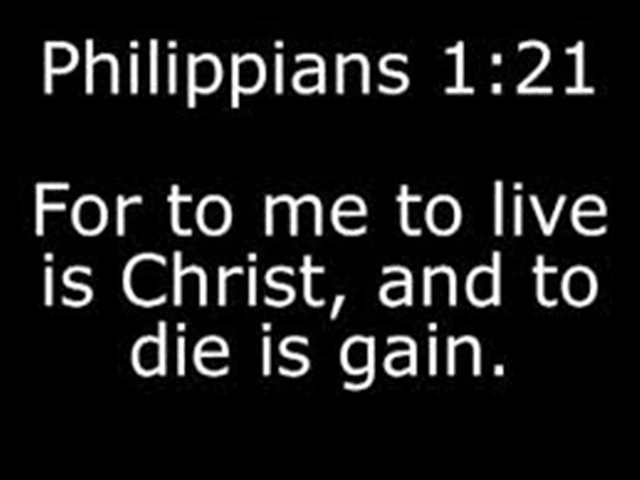 Philippians 1:21
For to me to live
is Christ, and to
die is gain.